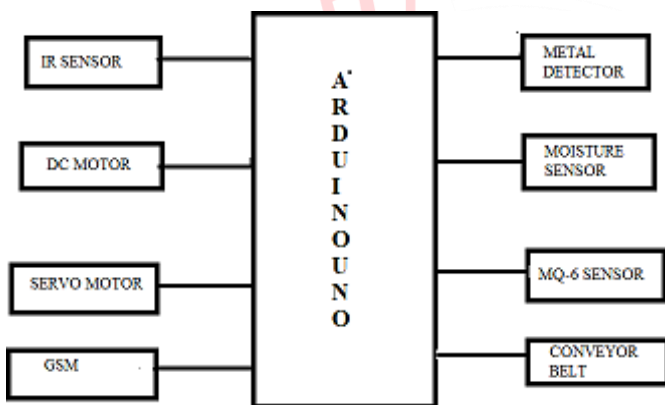 IR SENSOR
DC MOTOR
SERVO MOTOR
GSM
A
R
D
U
I
N
O
U
N
O
METAL
DETECTOR
MOISTURE
SENSOR
MQ-6 SENSOR
CONVEYOR
BELT